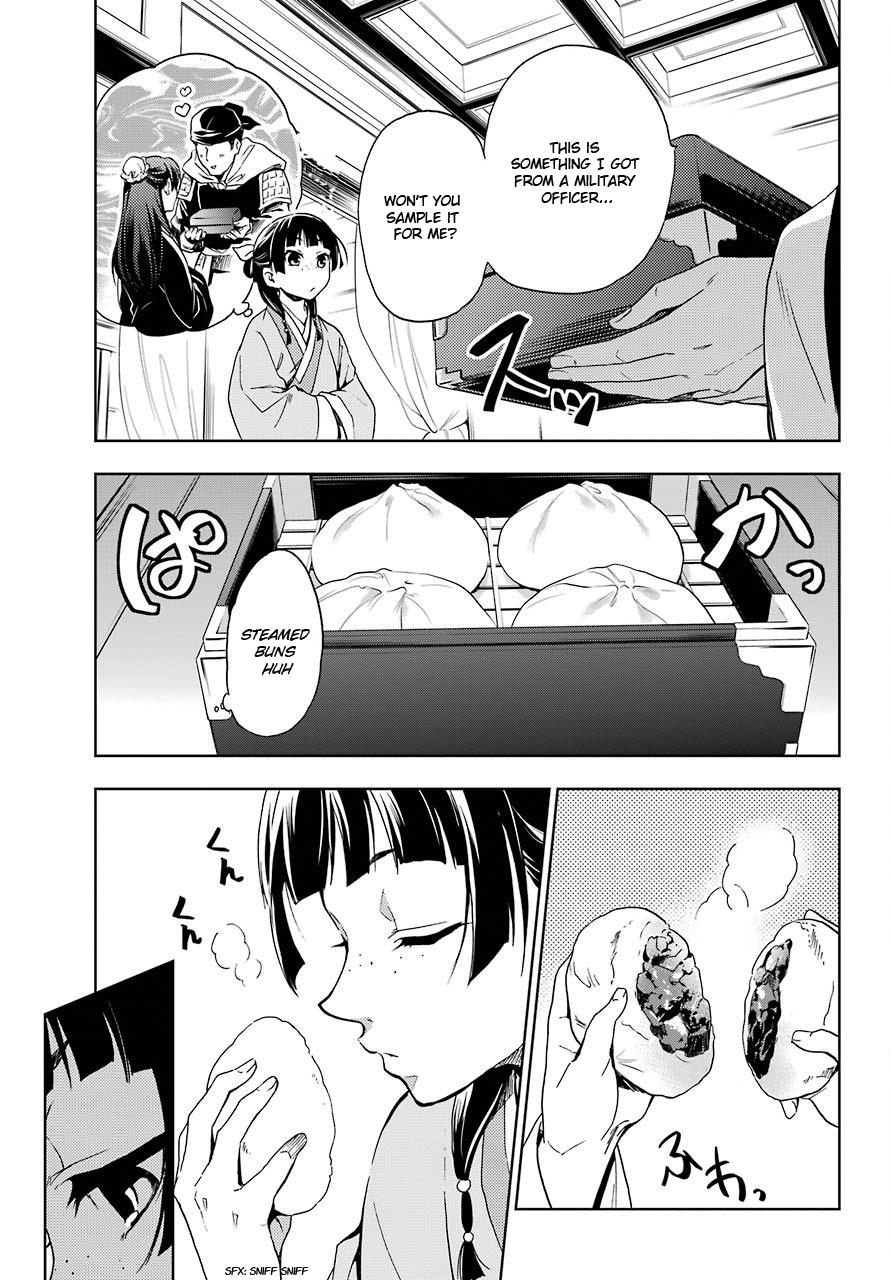 THIS IS
SOMETHING I GOT
FROM A MILITARY
OFFICER...
WON'T YOU
SAMPLE IT
FOR ME?
スッ
かっ
ぱ
STEAMED
BUNS
HUH
ふわっ
くん
くん
SFX: SNIFF SNIFF